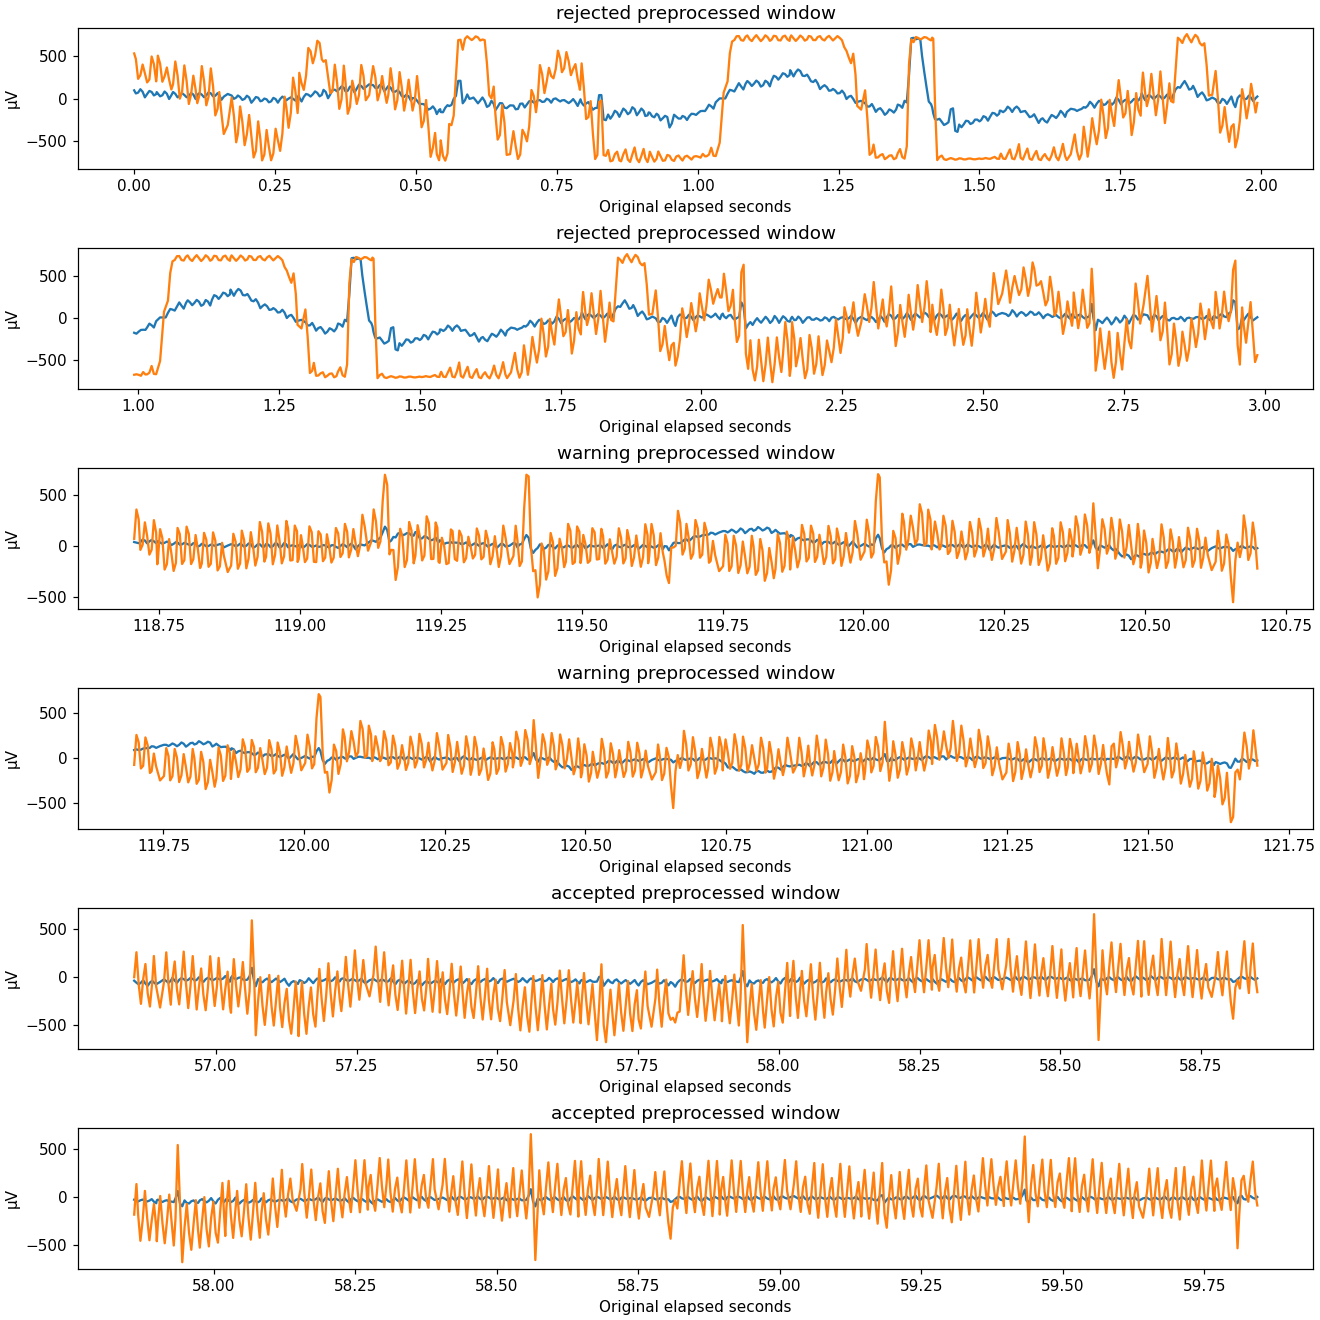 rejected preprocessed window
500
0
−500
µV
0.00 0.25 0.50 0.75 1.00 1.25 1.50 1.75 2.00
Original elapsed seconds
rejected preprocessed window
500
0
−500
µV
1.00 1.25 1.50 1.75 2.00 2.25 2.50 2.75 3.00
Original elapsed seconds
warning preprocessed window
500
0
−500
µV
118.75 119.00 119.25 119.50 119.75 120.00 120.25 120.50 120.75
Original elapsed seconds
warning preprocessed window
500
0
−500
µV
119.75 120.00 120.25 120.50 120.75 121.00 121.25 121.50 121.75
Original elapsed seconds
accepted preprocessed window
500
0
−500
µV
57.00 57.25 57.50 57.75 58.00 58.25 58.50 58.75
Original elapsed seconds
accepted preprocessed window
500
0
−500
µV
58.00 58.25 58.50 58.75 59.00 59.25 59.50 59.75
Original elapsed seconds